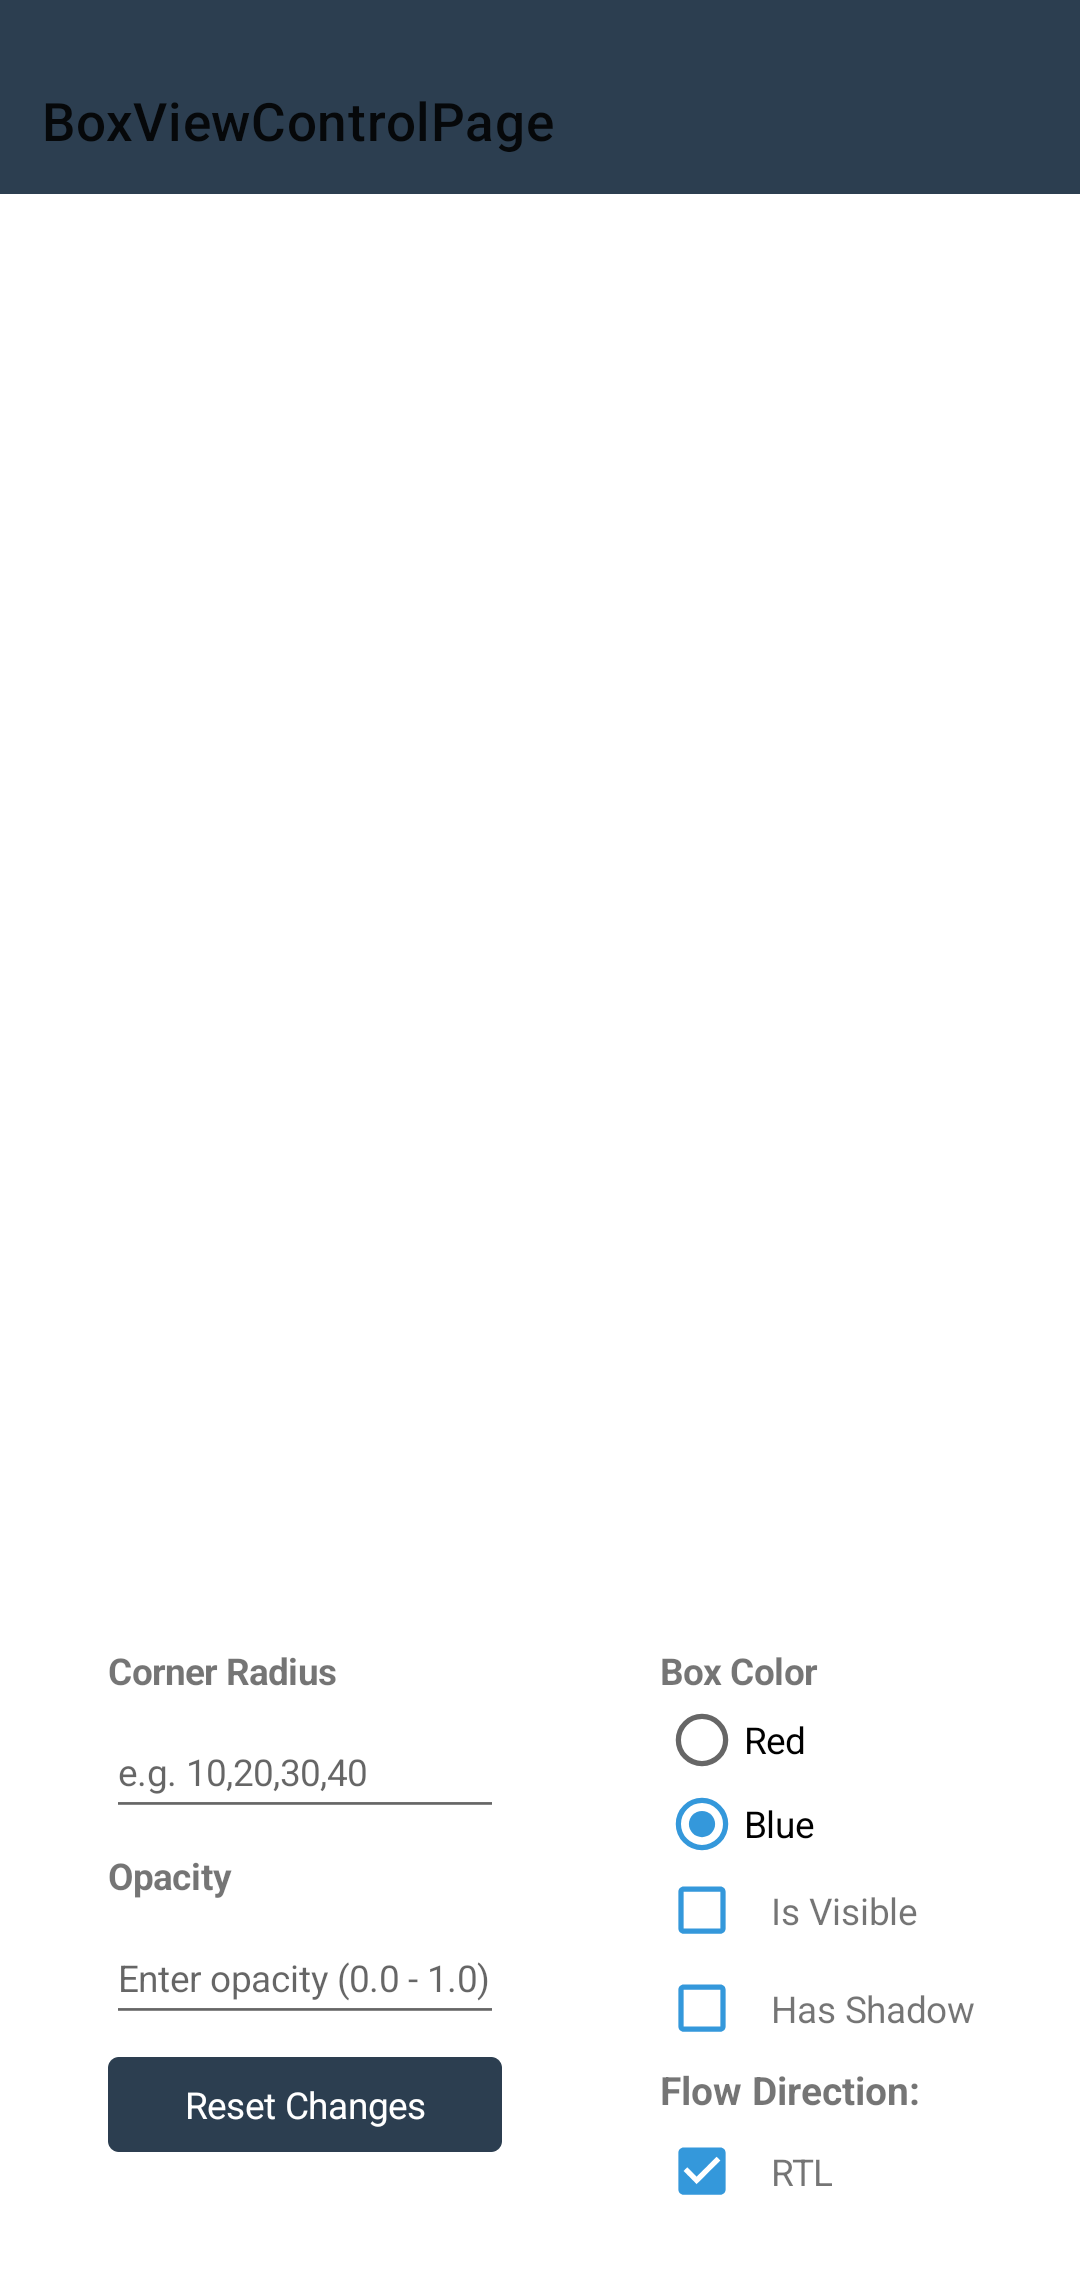 BoxViewControlPage
Corner Radius
e.g. 10,20,30,40
Opacity
Enter opacity (0.0 - 1.0)
Reset Changes
Box Color
Red
Blue
Is Visible
Has Shadow
Flow Direction:
RTL